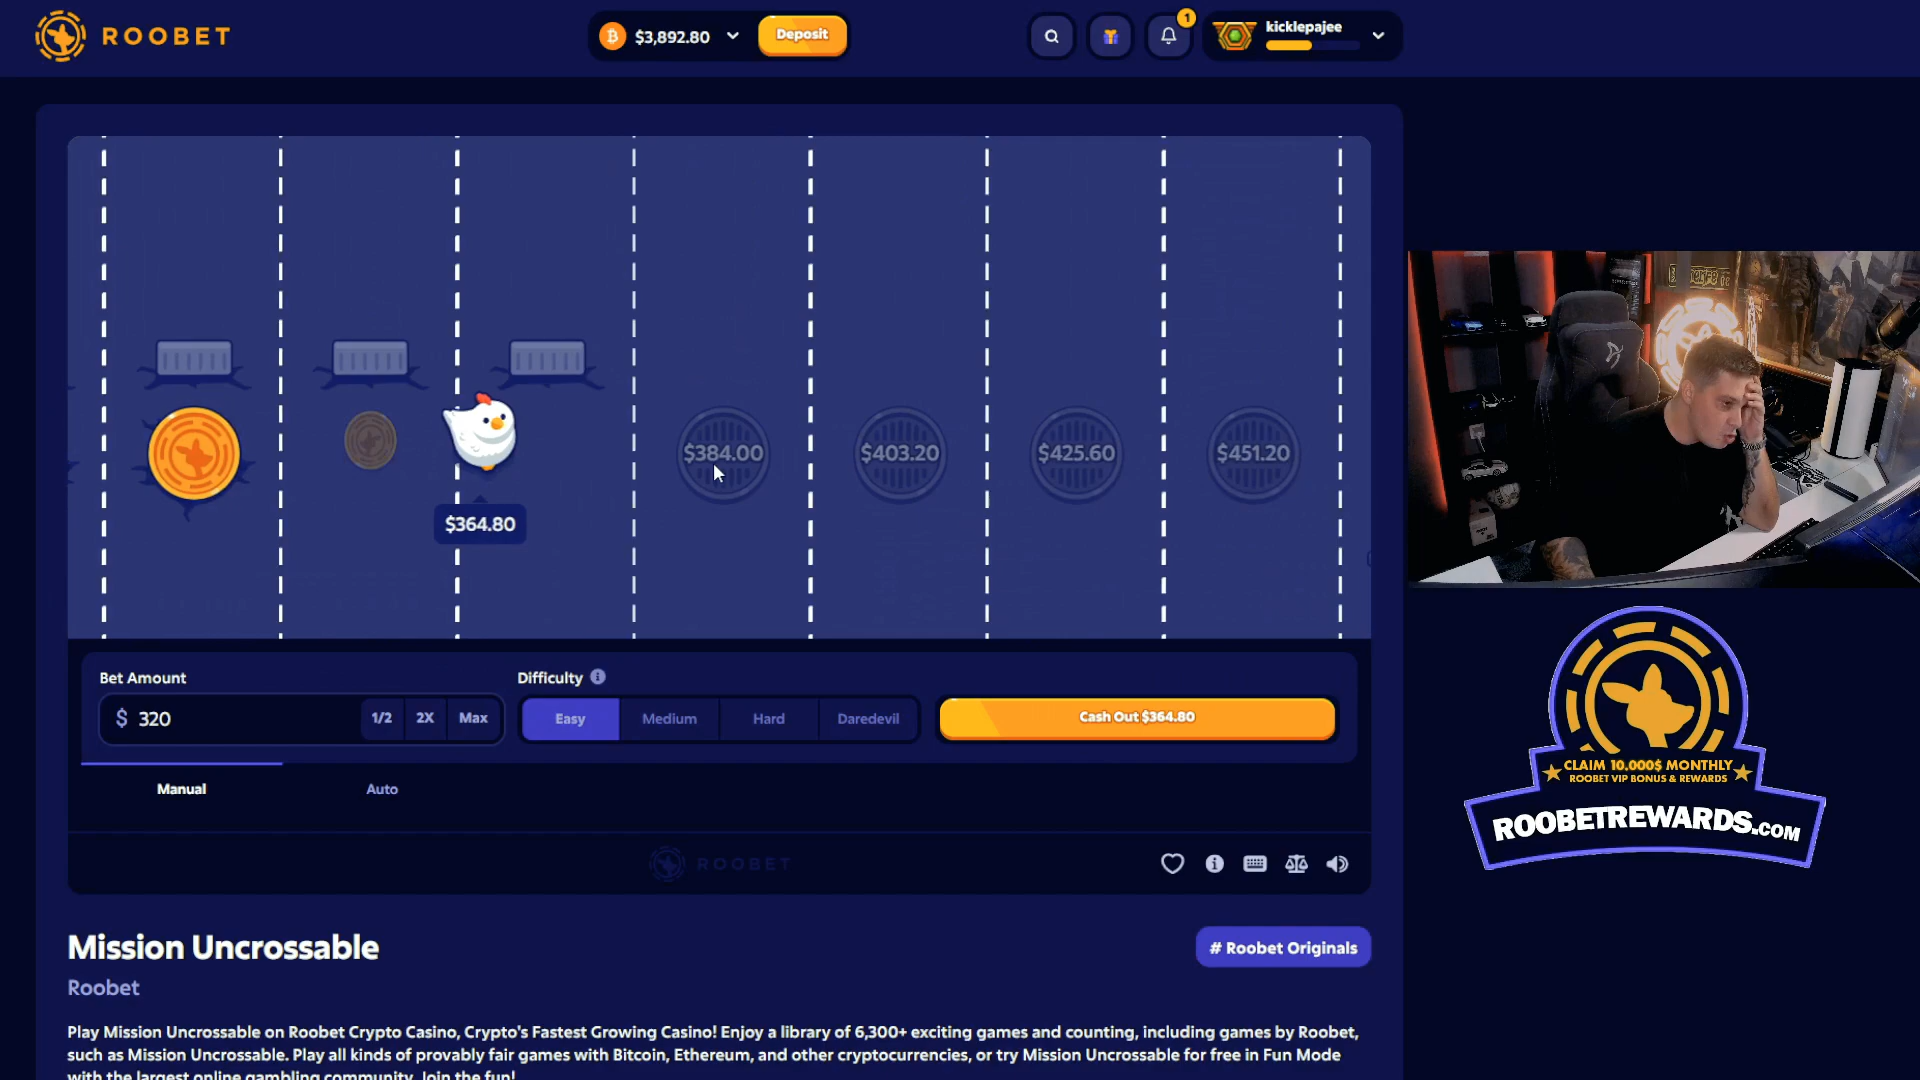 ROOBET
$3,892.80
Deposit
1
kicklepajee
$384.00
$403.20
$425.60
$451.20
$364.80
Bet Amount
Difficulty
$ 320
1/2
2X
Max
Easy
Medium
Hard
Daredevil
Cash Out $364.80
Manual
Auto
ROOBET
CLAIM 10.000$ MONTHLY
ROOBET VIP BONUS & REWARDS
ROOBETREWARDS.COM
Mission Uncrossable
# Roobet Originals
Roobet
Play Mission Uncrossable on Roobet Crypto Casino, Crypto's Fastest Growing Casino! Enjoy a library of 6,300+ exciting games and counting, including games by Roobet,
such as Mission Uncrossable. Play all kinds of provably fair games with Bitcoin, Ethereum, and other cryptocurrencies, or try Mission Uncrossable for free in Fun Mode
with the largest online gambling community. Join the fun!